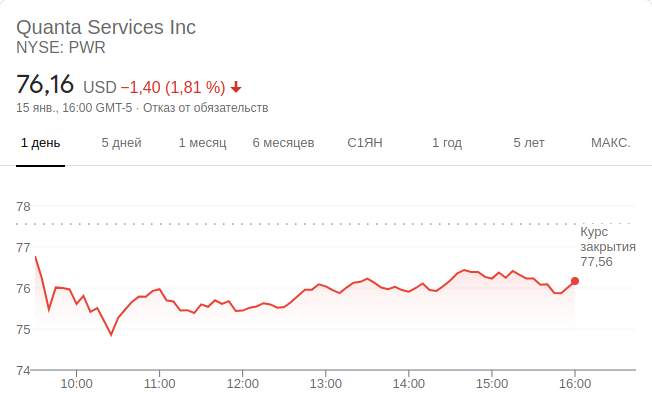 Quanta Services Inc
NYSE: PWR
76,16 USD −1,40 (1,81 %)
15 янв., 16:00 GMT-5 · Отказ от обязательств
1 день 5 дней 1 месяц 6 месяцев С1ЯН 1 год 5 лет МАКС.
78
Курс
закрытия
77,56
77
76
75
74
10:00 11:00 12:00 13:00 14:00 15:00 16:00